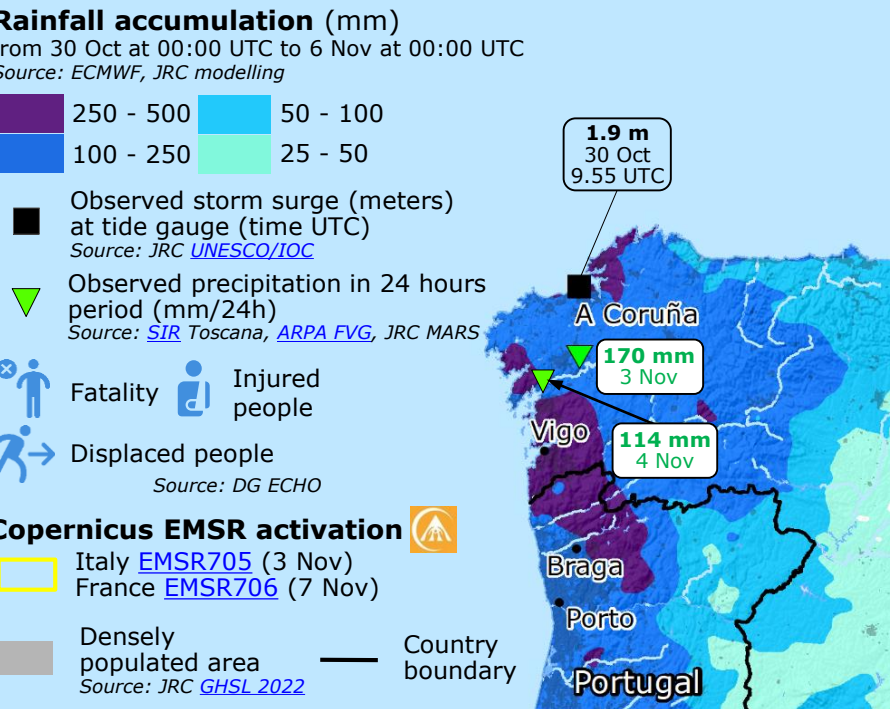 Rainfall accumulation (mm)
from 30 Oct at 00:00 UTC to 6 Nov at 00:00 UTC
Source: ECMWF, JRC modelling
250 - 500
50 - 100
100 - 250
25 - 50
Observed storm surge (meters)
at tide gauge (time UTC)
Source: JRC UNESCO/IOC
Observed precipitation in 24 hours
period (mm/24h)
Source: SIR Toscana, ARPA FVG, JRC MARS
Fatality
Injured
people
Displaced people
Source: DG ECHO
Copernicus EMSR activation
Italy EMSR705 (3 Nov)
France EMSR706 (7 Nov)
Densely
populated area
Source: JRC GHSL 2022
Country
boundary
1.9 m
30 Oct
9.55 UTC
A Coruña
170 mm
3 Nov
Vigo
114 mm
4 Nov
Braga
Porto
Portugal